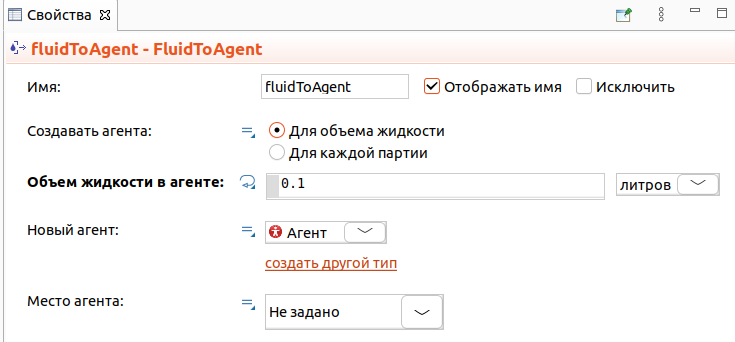 Свойства
fluidToAgent - FluidToAgent
Имя: fluidToAgent Отображать имя Исключить
Создавать агента: Для объема жидкости
Для каждой партии
Объем жидкости в агенте: 0.1 литров
Новый агент: Агент
создать другой тип
Место агента: Не задано